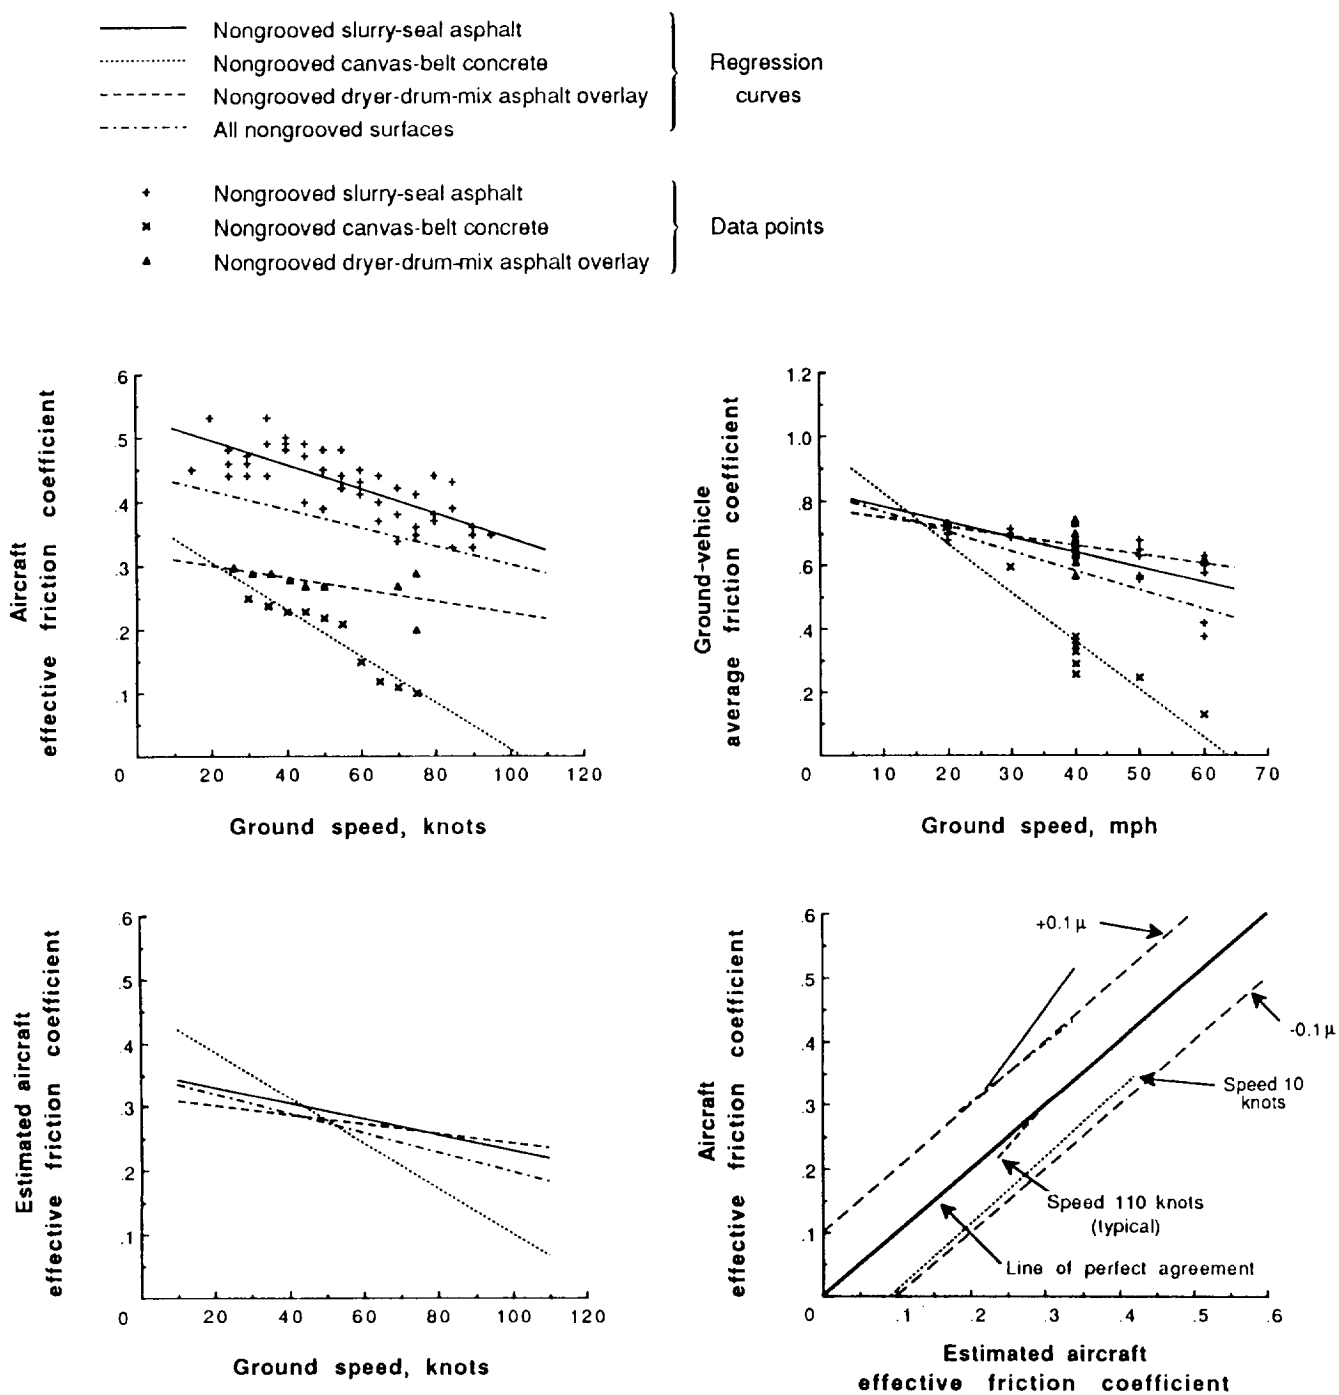 Nongrooved slurry-seal asphalt
Nongrooved canvas-belt concrete
Nongrooved dryer-drum-mix asphalt overlay
All nongrooved surfaces
Regression
curves
Nongrooved slurry-seal asphalt
Nongrooved canvas-belt concrete
Nongrooved dryer-drum-mix asphalt overlay
Data points
Aircraft
effective friction coefficient
.6
.5
.4
.3
.2
.1
0 20 40 60 80 100 120
Ground speed, knots
Ground-vehicle
average friction coefficient
1.2
1.0
.8
.6
.4
.2
0 10 20 30 40 50 60 70
Ground speed, mph
Estimated aircraft
effective friction coefficient
.6
.5
.4
.3
.2
.1
0 20 40 60 80 100 120
Ground speed, knots
Aircraft
effective friction coefficient
.6
.5
.4
.3
.2
.1
+0.1 μ
-0.1 μ
Speed 10
knots
Speed 110 knots
(typical)
Line of perfect agreement
0 .1 .2 .3 .4 .5 .6
Estimated aircraft
effective friction coefficient